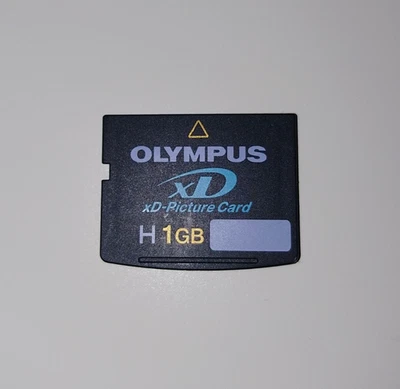 OLYMPUS
xD
xD-Picture Card
H 1GB